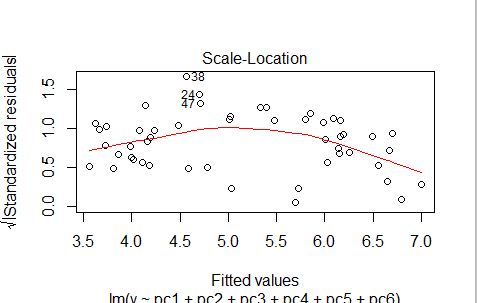 Scale-Location
√|Standardized residuals|
1.5
1.0
0.5
0.0
38
24
47
3.5 4.0 4.5 5.0 5.5 6.0 6.5 7.0
Fitted values
lm(y ~ pc1 + pc2 + pc3 + pc4 + pc5 + pc6)